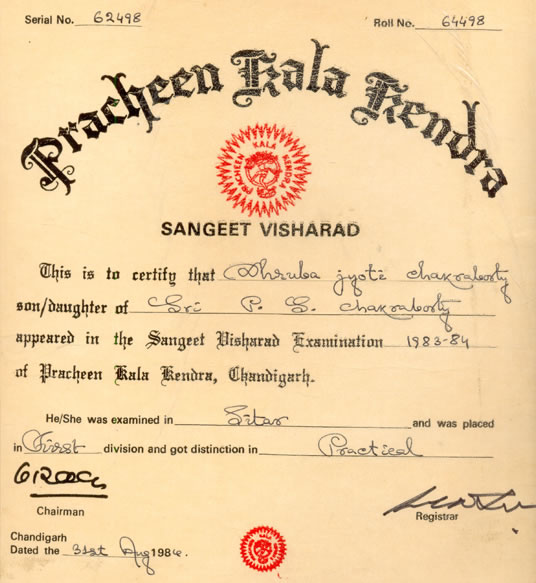 Serial No. 62498 Roll No. 64498
Pracheen Kala Kendra
PRACHEEN KALA KENDRA
SANGEET VISHARAD
This is to certify that Dhruba jyoti chakraborty
son/daughter of Sri P. G. chakraborty
appeared in the Sangeet Visharad Examination 1983-84
of Pracheen Kala Kendra, Chandigarh.
He/She was examined in Sitar and was placed
in First division and got distinction in Practical
Chairman
Registrar
Chandigarh
Dated the 31st Aug 1984.